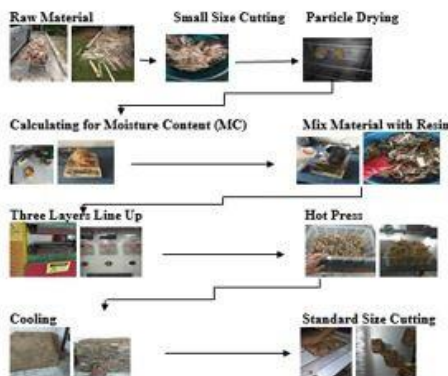 Raw Material
Small Size Cutting
Particle Drying
Calculating for Moisture Content (MC)
Mix Material with Resin
Three Layers Line Up
Hot Press
Cooling
Standard Size Cutting